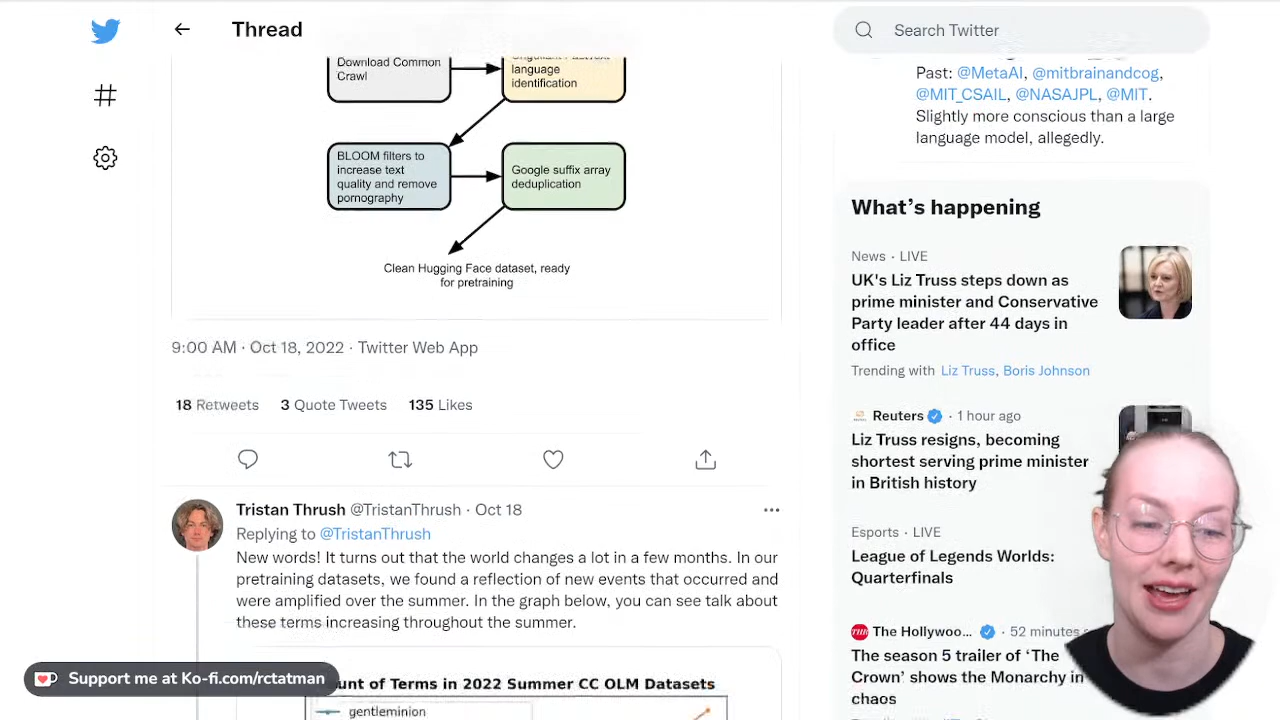 Thread
Search Twitter
Download Common
Crawl
language
identification
BLOOM filters to
increase text
quality and remove
pornography
Google suffix array
deduplication
Clean Hugging Face dataset, ready
for pretraining
9:00 AM · Oct 18, 2022 · Twitter Web App
18 Retweets 3 Quote Tweets 135 Likes
Tristan Thrush @TristanThrush · Oct 18
Replying to @TristanThrush
New words! It turns out that the world changes a lot in a few months. In our
pretraining datasets, we found a reflection of new events that occurred and
were amplified over the summer. In the graph below, you can see talk about
these terms increasing throughout the summer.
unt of Terms in 2022 Summer CC OLM Datasets
gentleminion
Support me at Ko-fi.com/rctatman
Past: @MetaAI, @mitbrainandcog,
@MIT_CSAIL, @NASAJPL, @MIT.
Slightly more conscious than a large
language model, allegedly.
What's happening
News · LIVE
UK's Liz Truss steps down as
prime minister and Conservative
Party leader after 44 days in
office
Trending with Liz Truss, Boris Johnson
Reuters · 1 hour ago
Liz Truss resigns, becoming
shortest serving prime minister
in British history
Esports · LIVE
League of Legends Worlds:
Quarterfinals
The Hollywoo... · 52 minutes
The season 5 trailer of 'The
Crown' shows the Monarchy in
chaos